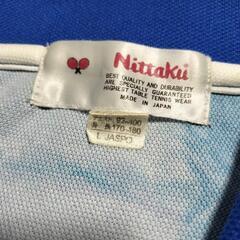 Nittaku
BEST QUALITY AND DURABILITY
ARE SPECIALLY GUARANTEED
HIGHEST TABLE TENNIS WEAR
MADE IN JAPAN
92-100
170-180
L JASPO